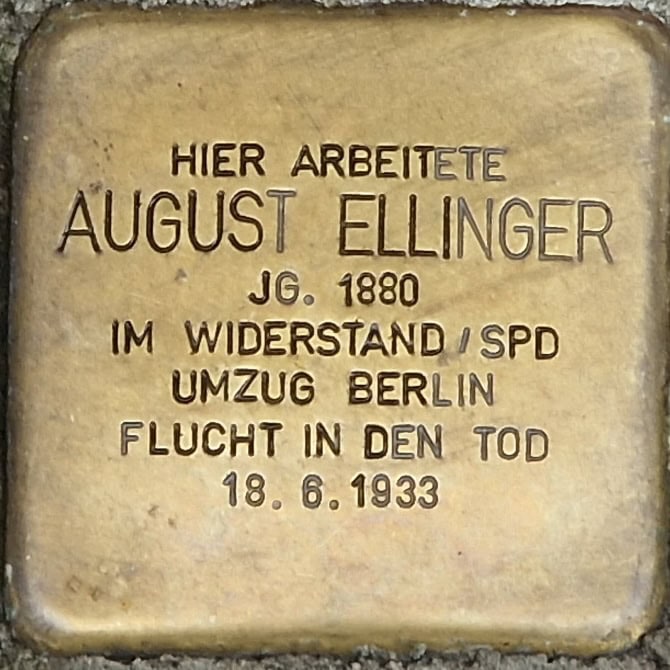 HIER ARBEITETE
AUGUST ELLINGER
JG. 1880
IM WIDERSTAND / SPD
UMZUG BERLIN
FLUCHT IN DEN TOD
18. 6. 1933